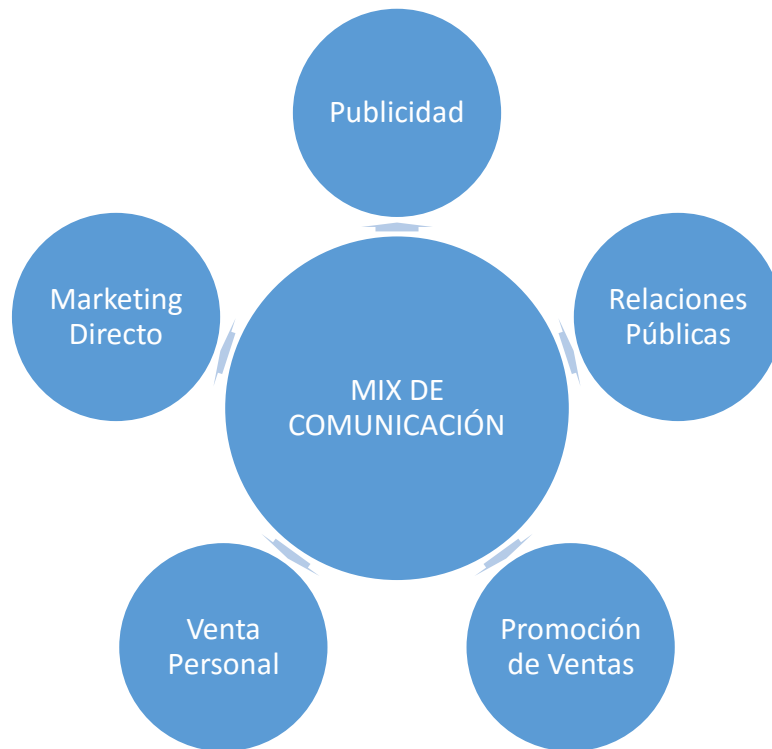 Publicidad
Relaciones
Públicas
Promoción
de Ventas
Venta
Personal
Marketing
Directo
MIX DE
COMUNICACIÓN